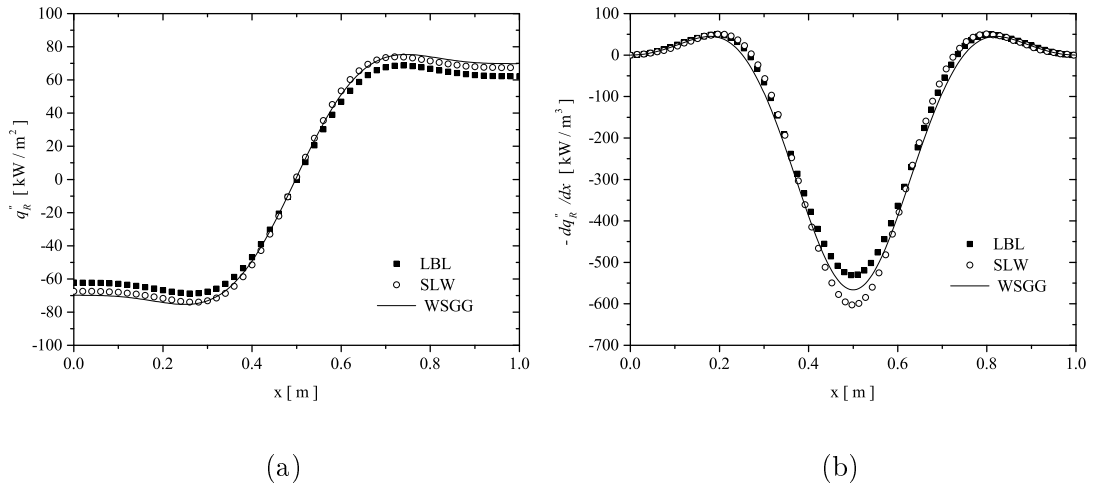 100
80
60
40
20
0
-20
-40
-60
-80
-100
q"R [ kW / m2 ]
LBL
SLW
WSGG
0.0 0.2 0.4 0.6 0.8 1.0
x [ m ]
(a)
100
0
-100
-200
-300
-400
-500
-600
-700
- dq"R /dx [ kW / m3 ]
LBL
SLW
WSGG
0.0 0.2 0.4 0.6 0.8 1.0
x [ m ]
(b)